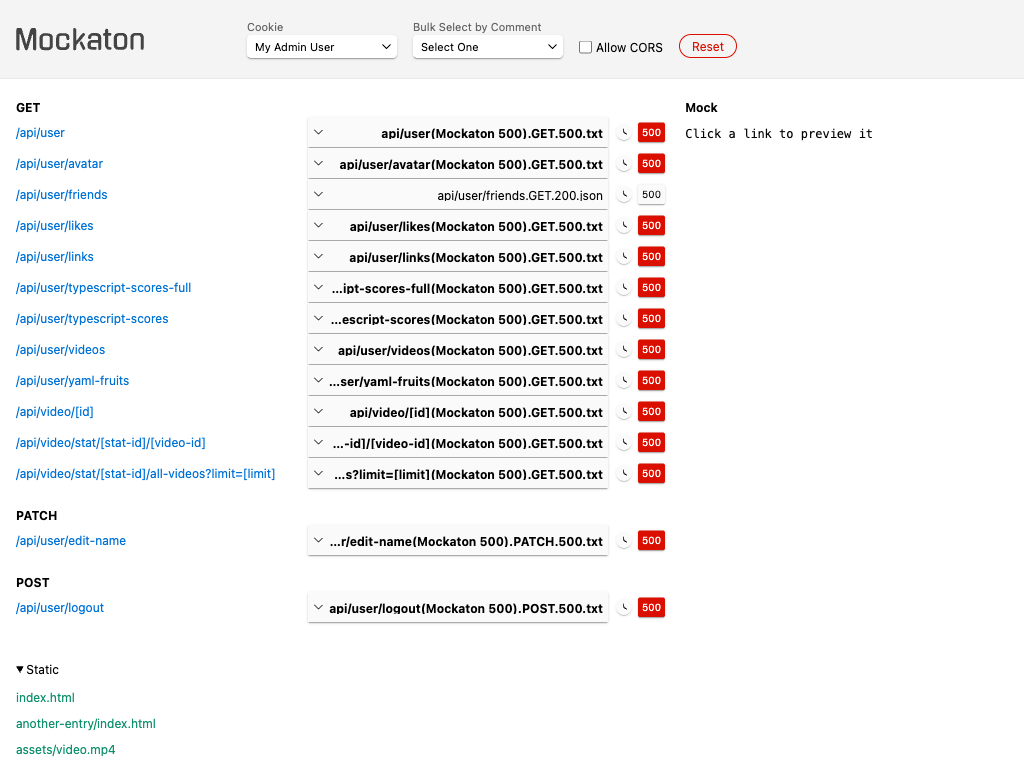 Mockaton
Cookie
My Admin User
Bulk Select by Comment
Select One
Allow CORS
Reset
GET
/api/user api/user(Mockaton 500).GET.500.txt 500
/api/user/avatar api/user/avatar(Mockaton 500).GET.500.txt 500
/api/user/friends api/user/friends.GET.200.json 500
/api/user/likes api/user/likes(Mockaton 500).GET.500.txt 500
/api/user/links api/user/links(Mockaton 500).GET.500.txt 500
/api/user/typescript-scores-full ...ipt-scores-full(Mockaton 500).GET.500.txt 500
/api/user/typescript-scores ...escript-scores(Mockaton 500).GET.500.txt 500
/api/user/videos api/user/videos(Mockaton 500).GET.500.txt 500
/api/user/yaml-fruits ...ser/yaml-fruits(Mockaton 500).GET.500.txt 500
/api/video/[id] api/video/[id](Mockaton 500).GET.500.txt 500
/api/video/stat/[stat-id]/[video-id] ...-id]/[video-id](Mockaton 500).GET.500.txt 500
/api/video/stat/[stat-id]/all-videos?limit=[limit] ...s?limit=[limit](Mockaton 500).GET.500.txt 500
PATCH
/api/user/edit-name ...r/edit-name(Mockaton 500).PATCH.500.txt 500
POST
/api/user/logout api/user/logout(Mockaton 500).POST.500.txt 500
Static
index.html
another-entry/index.html
assets/video.mp4
Mock
Click a link to preview it